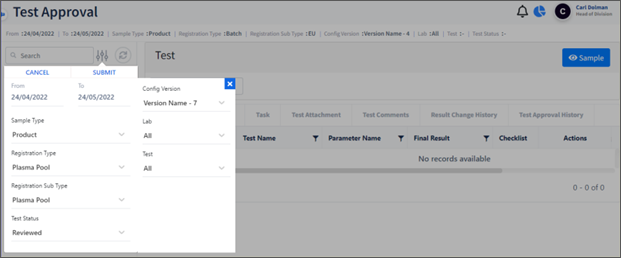 Test Approval
Carl Dolman
Head of Division
C
From :24/04/2022 | To :24/05/2022 | Sample Type :Product | Registration Type :Batch | Registration Sub Type :EU | Config Version :Version Name - 4 | Lab :All | Test :- | Test Status :-
Search
Test
Sample
CANCEL SUBMIT
From To
24/04/2022 24/05/2022
Sample Type
Product
Registration Type
Plasma Pool
Registration Sub Type
Plasma Pool
Test Status
Reviewed
Config Version
Version Name - 7
Lab
All
Test
All
Task Test Attachment Test Comments Result Change History Test Approval History
Test Name Parameter Name Final Result Checklist Actions
No records available
0 - 0 of 0